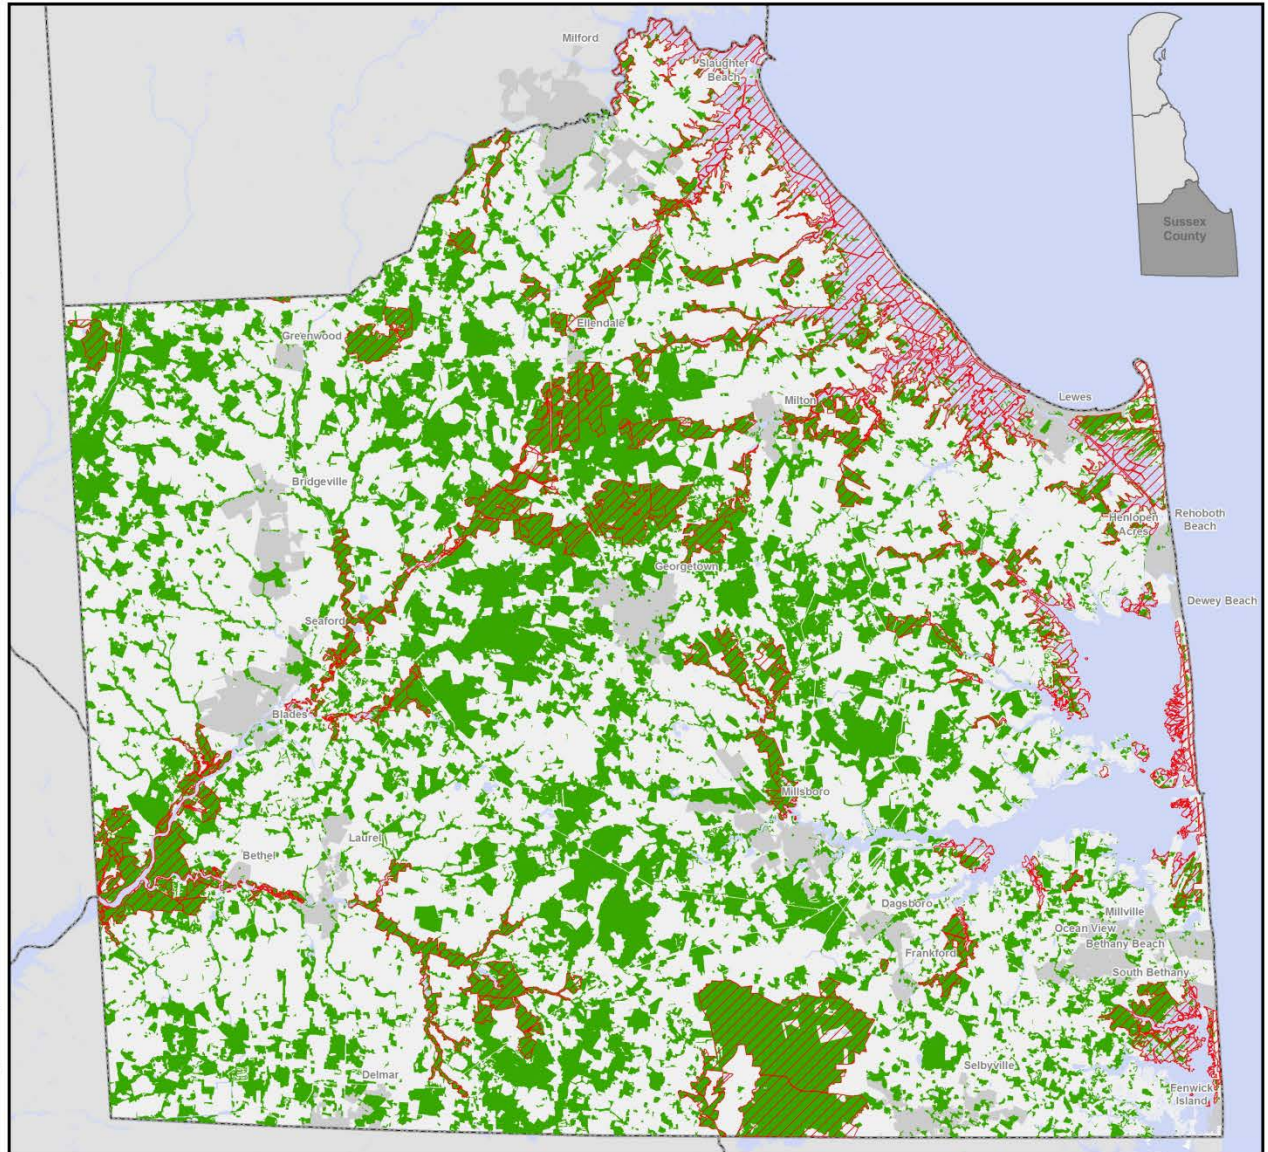 Milford
Slaughter
Beach
Sussex
County
Ellendale
Greenwood
Lewes
Milton
Bridgeville
Rehoboth
Beach
Henlopen
Acres
Georgetown
Dewey Beach
Seaford
Blades
Millsboro
Laurel
Bethel
Dagsboro
Millville
Ocean View
Bethany Beach
Frankford
South Bethany
Selbyville
Delmar
Fenwick
Island